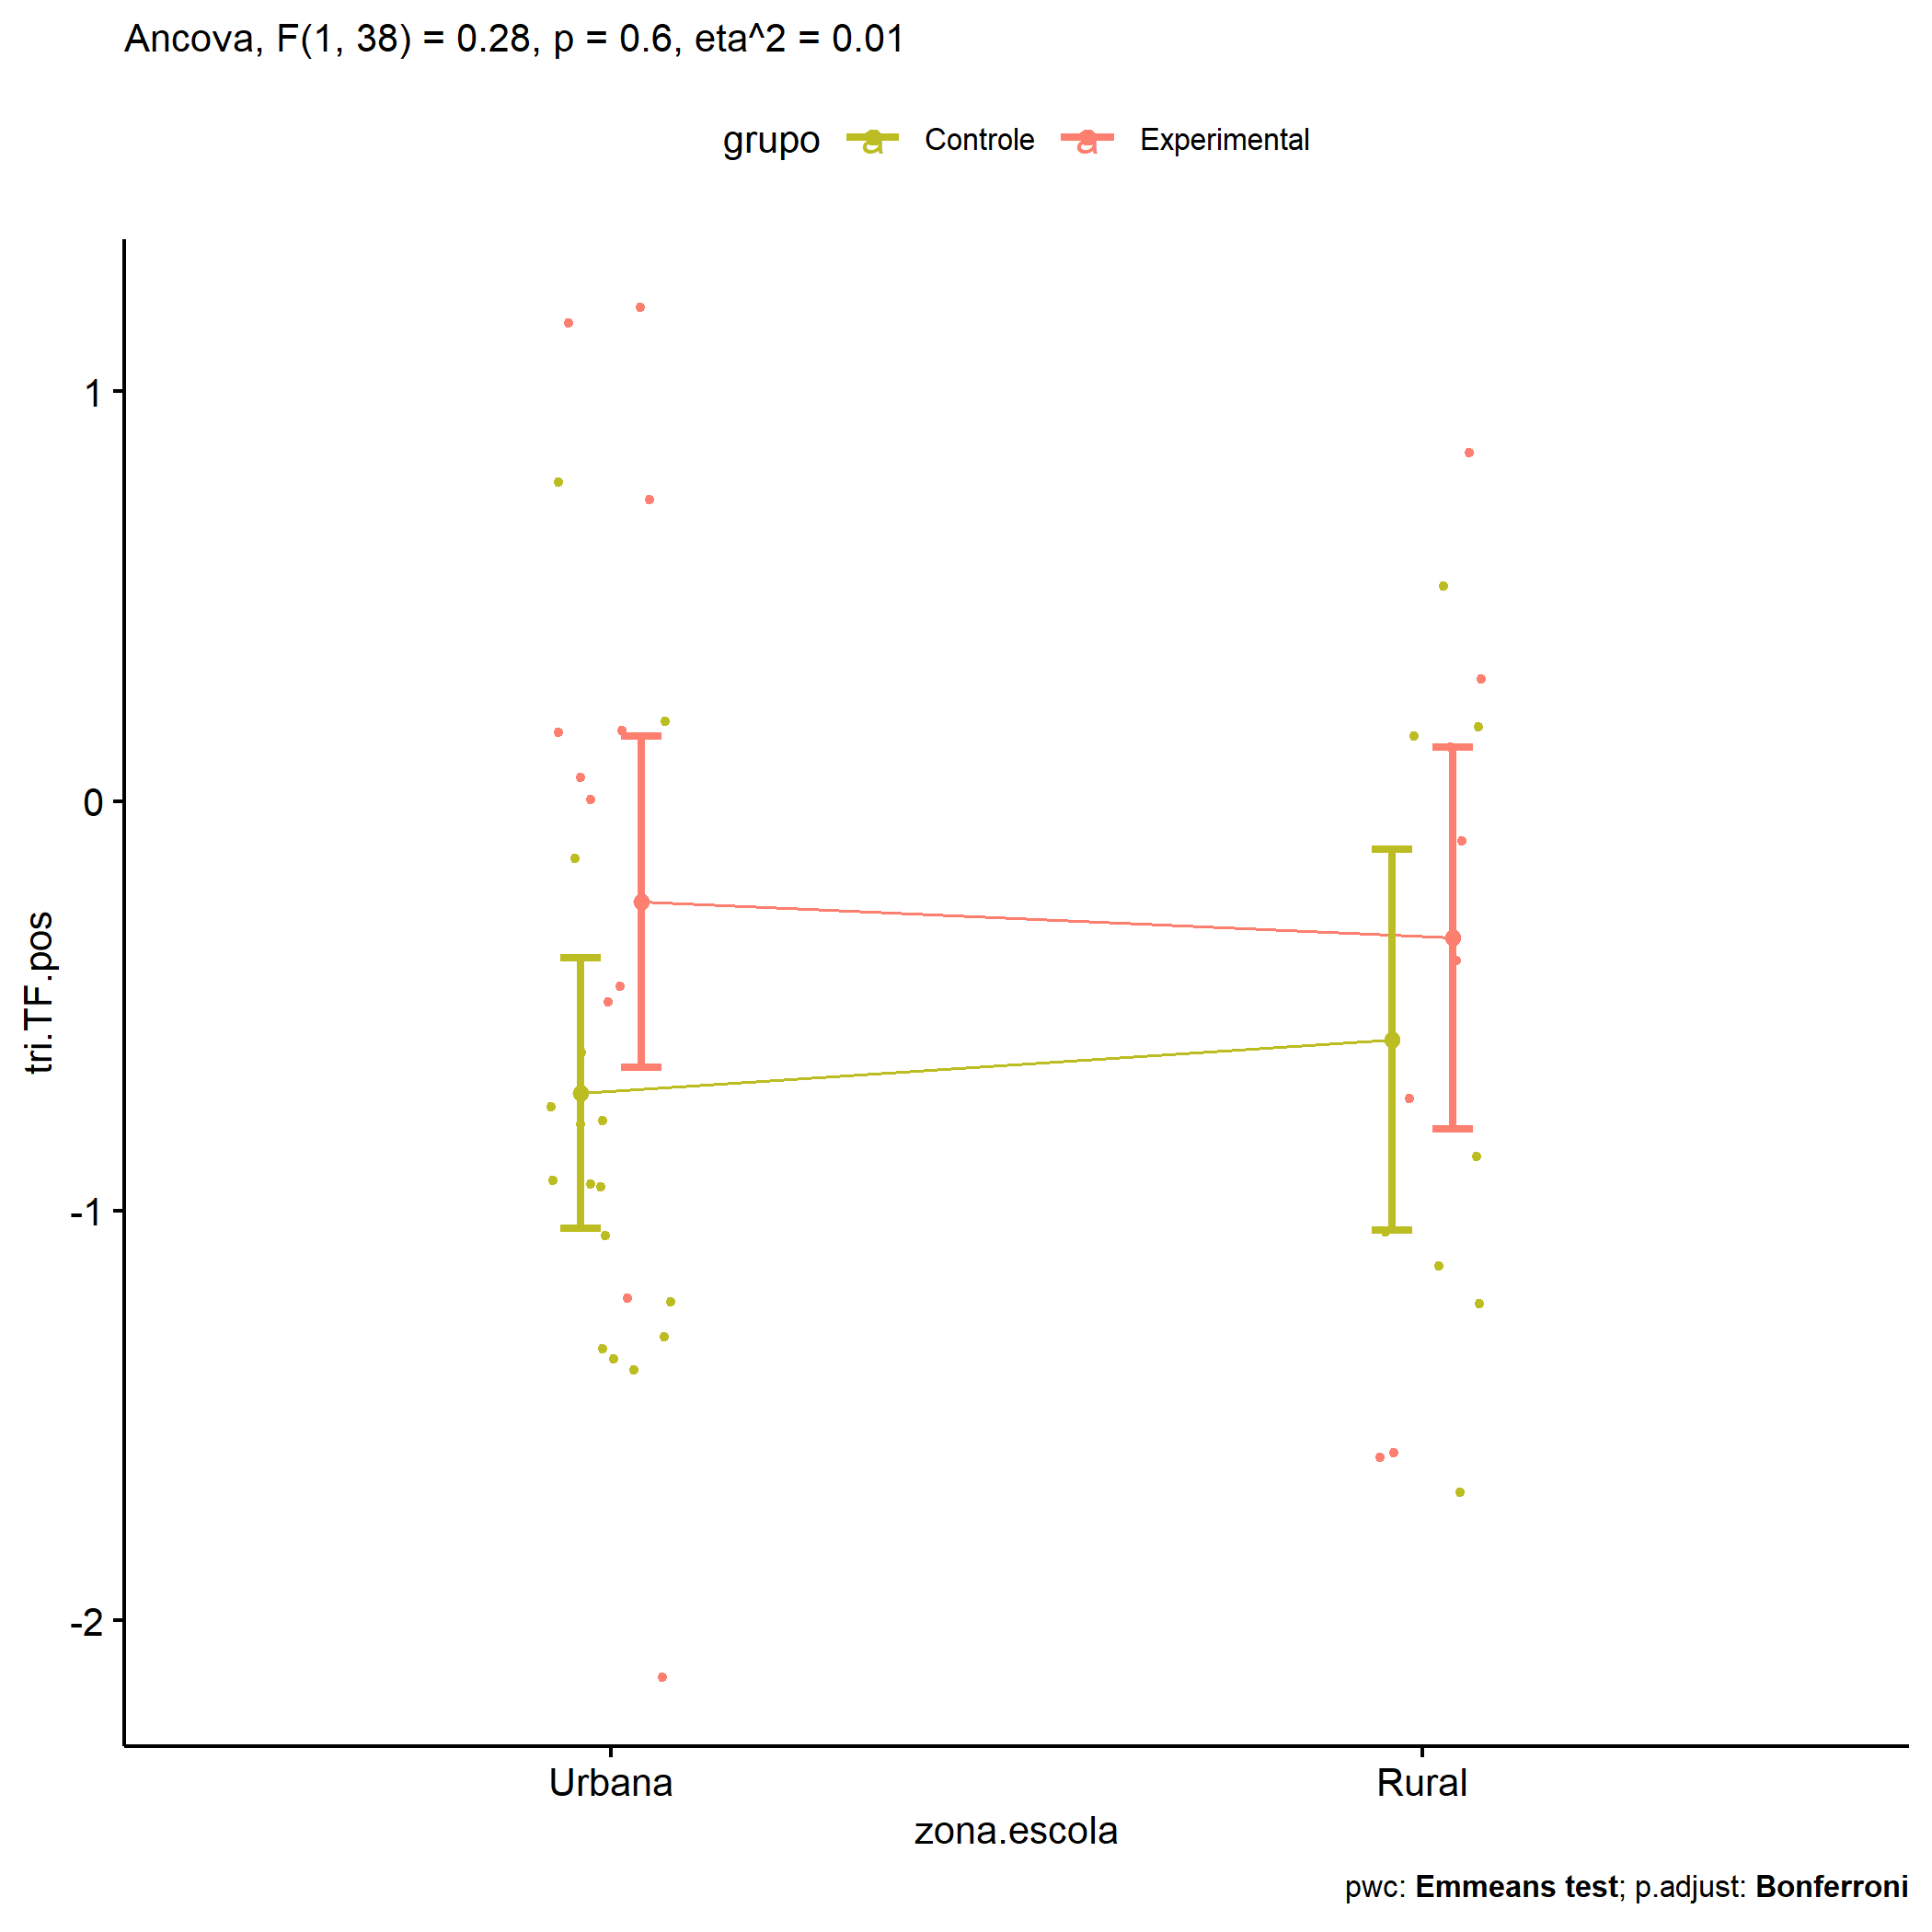 Ancova, F(1, 38) = 0.28, p = 0.6, eta^2 = 0.01
grupo a Controle a Experimental
1
0
-1
-2
tri.TF.pos
Urbana Rural
zona.escola
pwc: Emmeans test; p.adjust: Bonferroni